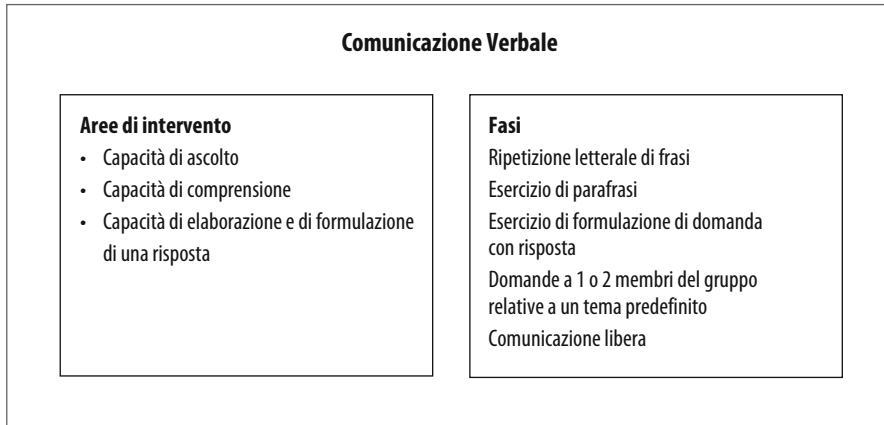 Comunicazione Verbale
Aree di intervento
• Capacità di ascolto
• Capacità di comprensione
• Capacità di elaborazione e di formulazione
di una risposta
Fasi
Ripetizione letterale di frasi
Esercizio di parafrasi
Esercizio di formulazione di domanda
con risposta
Domande a 1 o 2 membri del gruppo
relative a un tema predefinito
Comunicazione libera